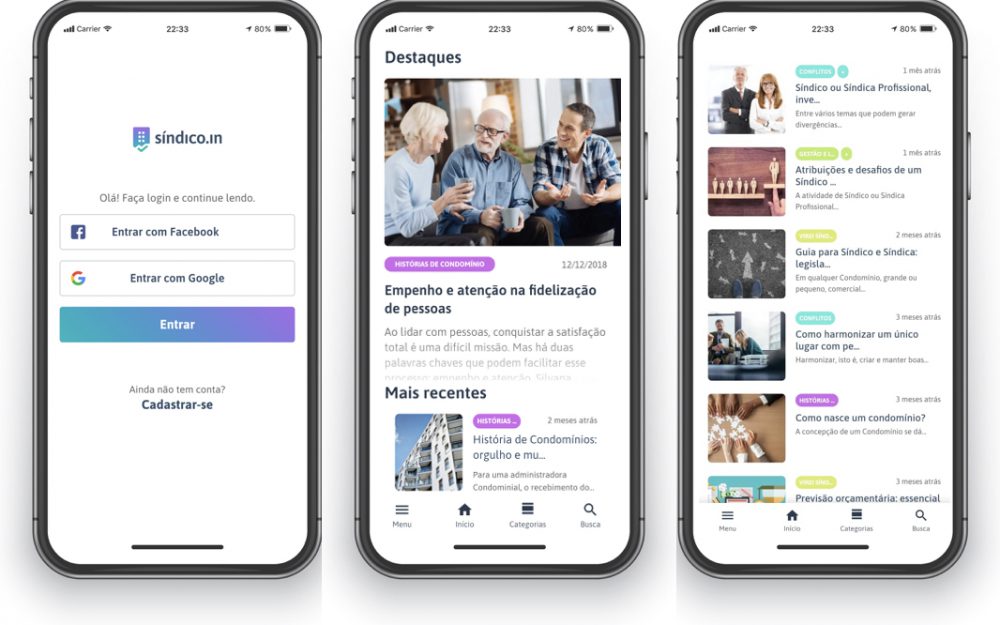 Carrier 22:33 80%
síndico.in
Olá! Faça login e continue lendo.
Entrar com Facebook
Entrar com Google
Entrar
Ainda não tem conta?
Cadastrar-se
Carrier 22:33 80%
Destaques
HISTÓRIAS DE CONDOMÍNIO 12/12/2018
Empenho e atenção na fidelização
de pessoas
Ao lidar com pessoas, conquistar a satisfação
total é uma difícil missão. Mas há duas
palavras chaves que podem facilitar esse
processo: empenho e atenção. Silvana
Mais recentes
HISTÓRIAS ... 2 meses atrás
História de Condomínios:
orgulho e mu...
Para uma administradora
Condominial, o recebimento do...
Menu Início Categorias Busca
Carrier 22:33 80%
CONFLITOS + 1 mês atrás
Síndico ou Síndica Profissional,
inve...
Entre vários temas que podem gerar
divergências...
GESTÃO E L... + 1 mês atrás
Atribuições e desafios de um
Síndico ...
A atividade de Síndico ou Síndica
Profissional...
VIREI SÍND... 2 meses atrás
Guia para Síndico e Síndica:
legisla...
Em qualquer Condomínio, grande ou
pequeno, comercial...
CONFLITOS 3 meses atrás
Como harmonizar um único
lugar com pe...
Harmonizar, isto é, criar e manter boas...
HISTÓRIAS ... 3 meses atrás
Como nasce um condomínio?
A concepção de um Condomínio se dá...
VIREI SÍND... 3 meses atrás
Previsão orçamentária: essencial
Menu Início Categorias Busca